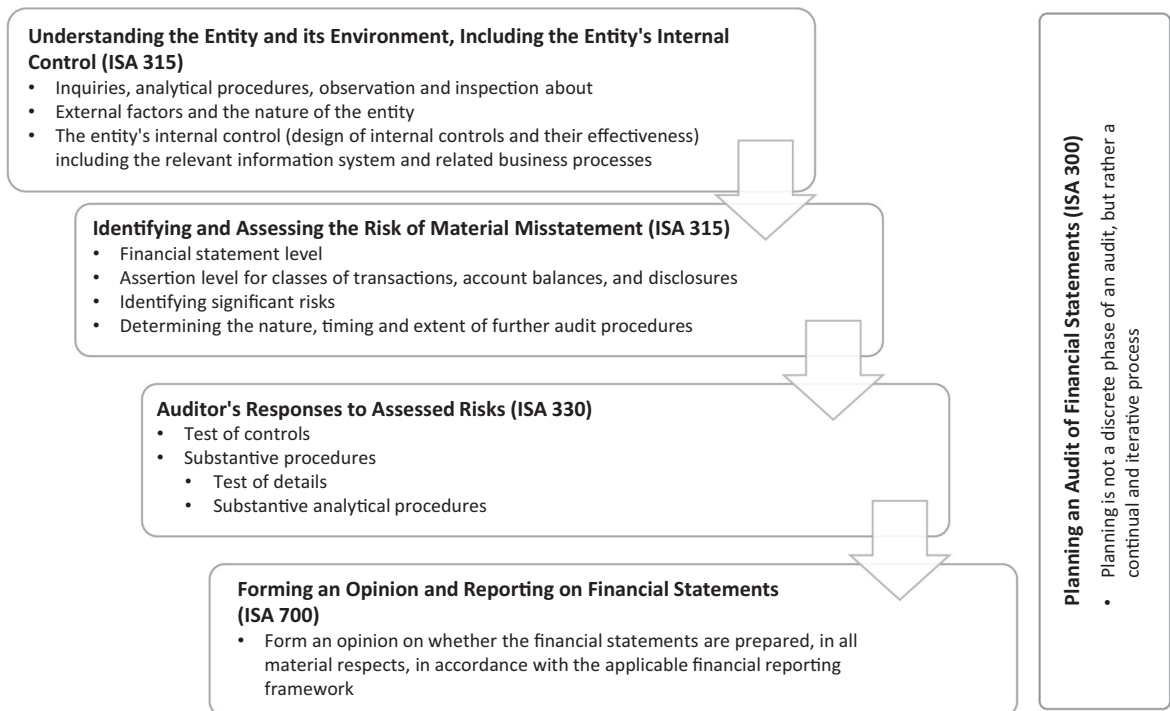 Understanding the Entity and its Environment, Including the Entity's Internal
Control (ISA 315)
• Inquiries, analytical procedures, observation and inspection about
• External factors and the nature of the entity
• The entity's internal control (design of internal controls and their effectiveness)
including the relevant information system and related business processes
Identifying and Assessing the Risk of Material Misstatement (ISA 315)
• Financial statement level
• Assertion level for classes of transactions, account balances, and disclosures
• Identifying significant risks
• Determining the nature, timing and extent of further audit procedures
Auditor's Responses to Assessed Risks (ISA 330)
• Test of controls
• Substantive procedures
• Test of details
• Substantive analytical procedures
Forming an Opinion and Reporting on Financial Statements
(ISA 700)
• Form an opinion on whether the financial statements are prepared, in all
material respects, in accordance with the applicable financial reporting
framework
Planning an Audit of Financial Statements (ISA 300)
• Planning is not a discrete phase of an audit, but rather a
continual and iterative process